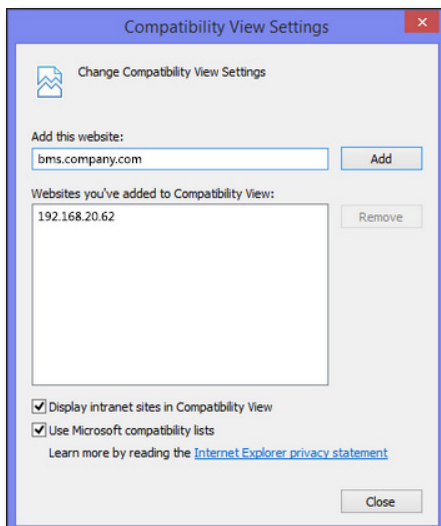 Compatibility View Settings
Change Compatibility View Settings
Add this website:
bms.company.com
Add
Websites you've added to Compatibility View:
192.168.20.62
Remove
Display intranet sites in Compatibility View
Use Microsoft compatibility lists
Learn more by reading the Internet Explorer privacy statement
Close